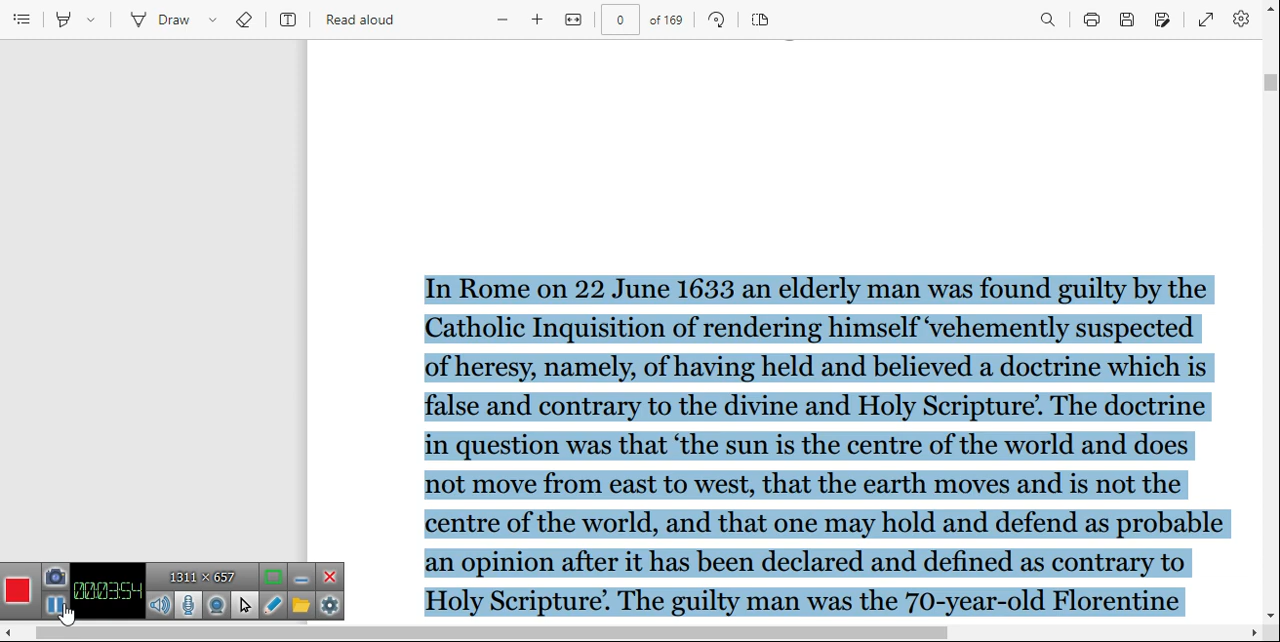 Draw
Read aloud
0
of 169
In Rome on 22 June 1633 an elderly man was found guilty by the
Catholic Inquisition of rendering himself ‘vehemently suspected
of heresy, namely, of having held and believed a doctrine which is
false and contrary to the divine and Holy Scripture’. The doctrine
in question was that ‘the sun is the centre of the world and does
not move from east to west, that the earth moves and is not the
centre of the world, and that one may hold and defend as probable
an opinion after it has been declared and defined as contrary to
Holy Scripture’. The guilty man was the 70-year-old Florentine
1311 × 657
00:03:54